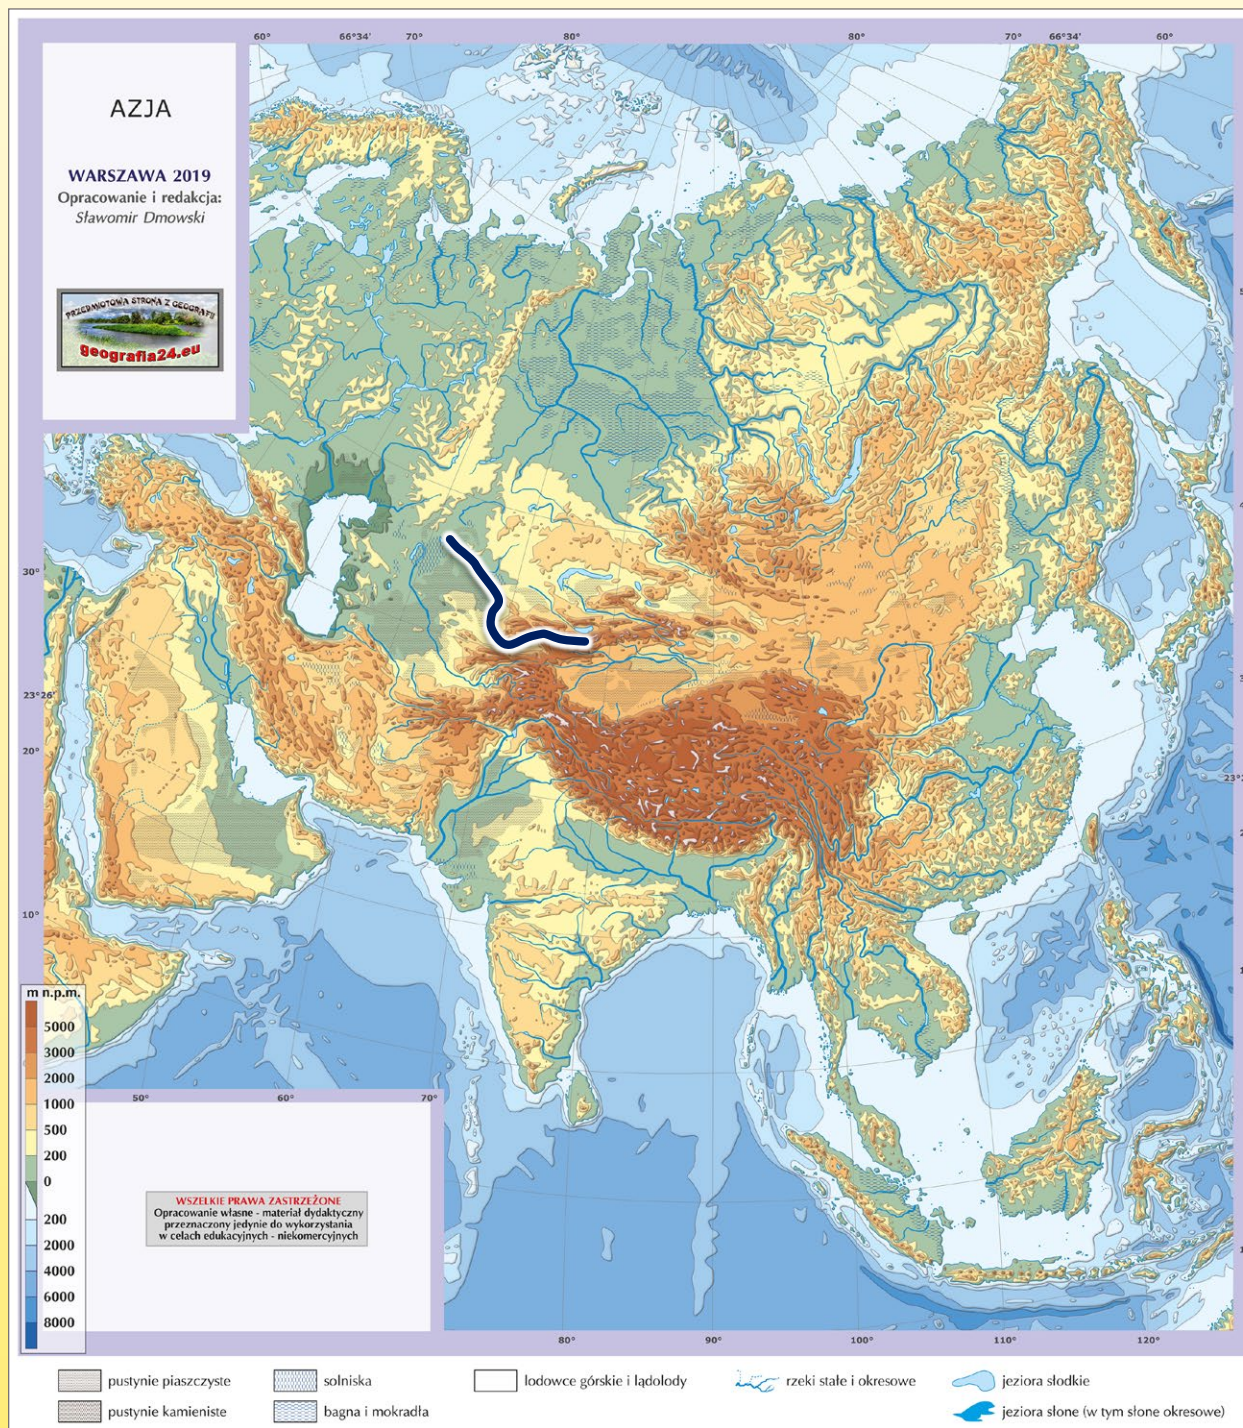 60°
66°34'
70°
80°
80°
70°
66°34'
60°
AZJA
WARSZAWA 2019
Opracowanie i redakcja:
Sławomir Dmowski
PRZEDMIOTOWA STRONA Z GEOGRAFII
geografia24.eu
30°
23°26'
20°
10°
m n.p.m.
5000
3000
2000
1000
500
200
0
200
2000
4000
6000
8000
50°
60°
70°
WSZELKIE PRAWA ZASTRZEŻONE
Opracowanie własne - materiał dydaktyczny
przeznaczony jedynie do wykorzystania
w celach edukacyjnych - niekomercyjnych
80°
90°
100°
110°
120°
pustynie piaszczyste
solniska
lodowce górskie i lądolody
rzeki stałe i okresowe
jeziora słodkie
pustynie kamieniste
bagna i mokradła
jeziora słone (w tym słone okresowe)